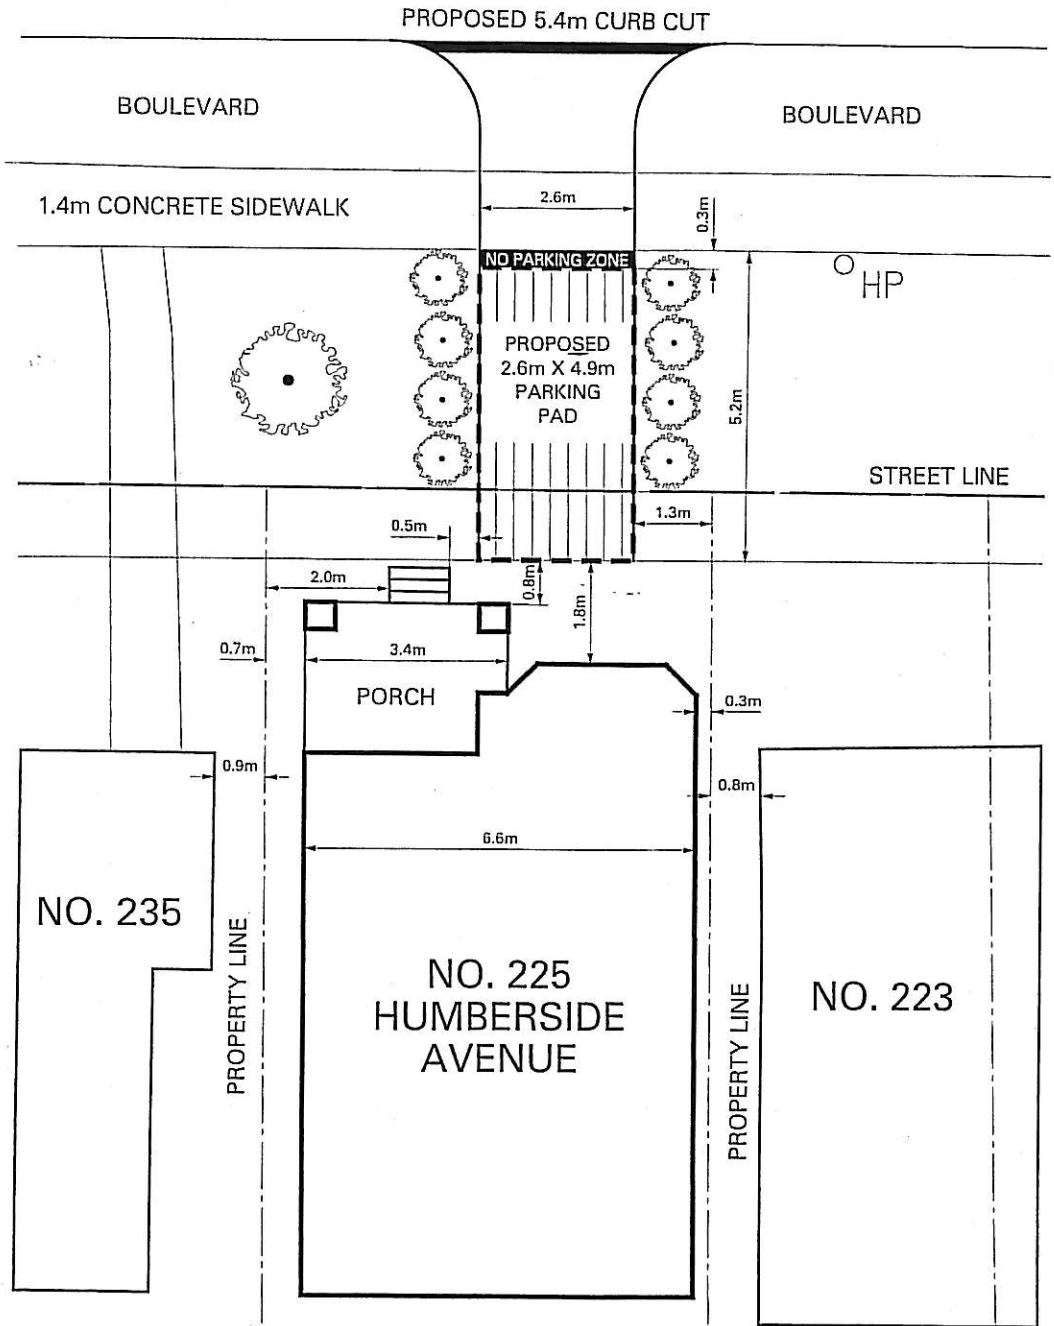 PROPOSED 5.4m CURB CUT
BOULEVARD
BOULEVARD
1.4m CONCRETE SIDEWALK
2.6m
0.3m
NO PARKING ZONE
HP
PROPOSED
2.6m X 4.9m
PARKING
PAD
5.2m
STREET LINE
0.5m
1.3m
2.0m
0.8m
1.8m
0.7m
3.4m
PORCH
0.3m
0.9m
0.8m
6.6m
NO. 235
PROPERTY LINE
NO. 225
HUMBERSIDE
AVENUE
PROPERTY LINE
NO. 223